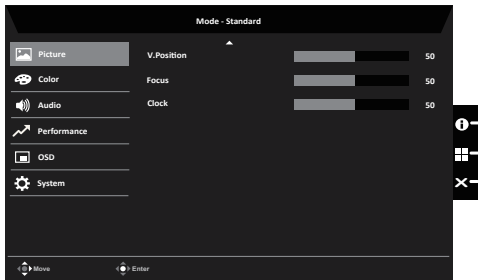 Mode - Standard
Picture
V.Position 50
Color
Focus 50
Audio
Clock 50
Performance
OSD
System
Move Enter